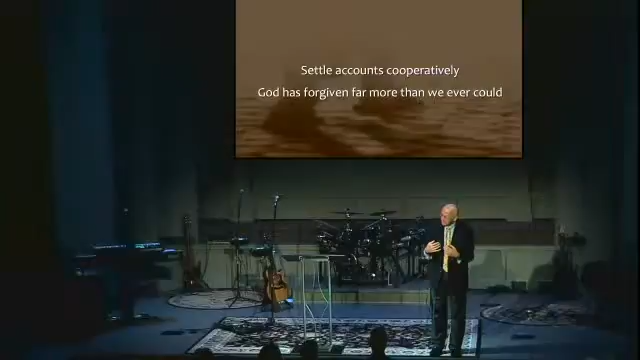 Settle accounts cooperatively
God has forgiven far more than we ever could